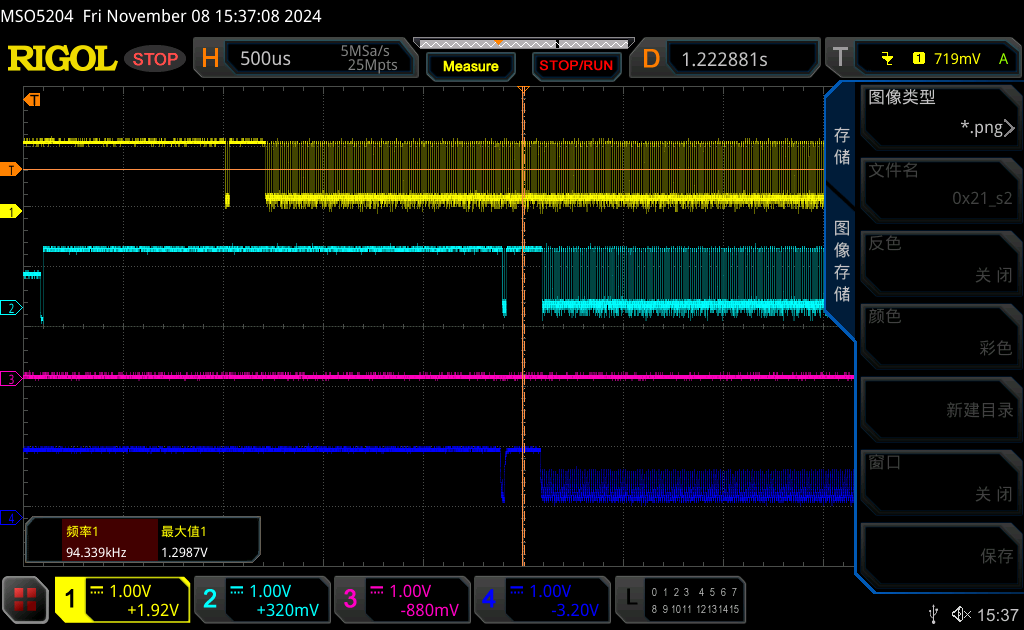 MSO5204 Fri November 08 15:37:08 2024
RIGOL STOP H 500us 5MSa/s 25Mpts Measure STOP/RUN D 1.222881s T 1 719mV A
T
T
1
2
3
4
存储
图像存储
图像类型
*.png
文件名
0x21_s2
反色
关闭
颜色
彩色
新建目录
窗口
关闭
保存
频率1 最大值1
94.339kHz 1.2987V
1 1.00V +1.92V
2 1.00V +320mV
3 1.00V -880mV
4 1.00V -3.20V
L 0 1 2 3 4 5 6 7
8 9 10 11 12 13 14 15
15:37